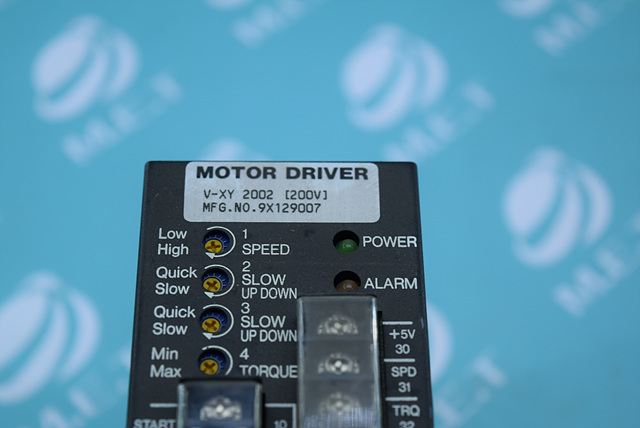 MOTOR DRIVER
V-XY 2002 [200V]
MFG.NO.9X129007
Low
High
1
SPEED
POWER
Quick
Slow
2
SLOW
UP DOWN
ALARM
Quick
Slow
3
SLOW
UP DOWN
+5V
30
Min
Max
4
TORQUE
SPD
31
START
10
TRQ
32
M.E.T
M.E.T
M.E.T
M.E.T